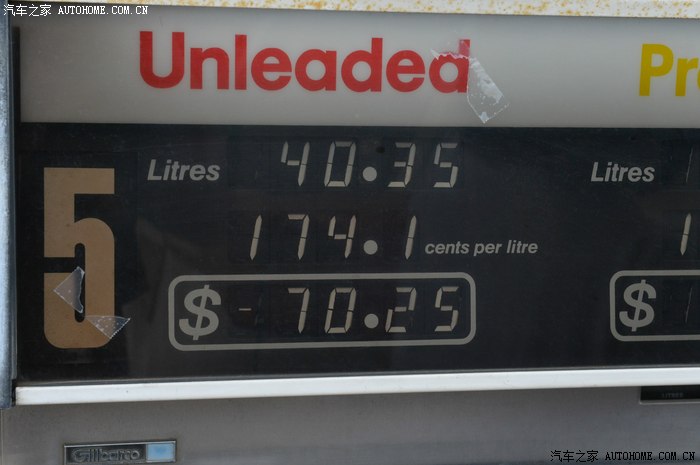 汽车之家 AUTOHOME.COM.CN
Unleaded
Pr
5
Litres 40.35
Litres
174.1 cents per litre
$ - 70.25
$
Gilbarco
汽车之家 AUTOHOME.COM.CN